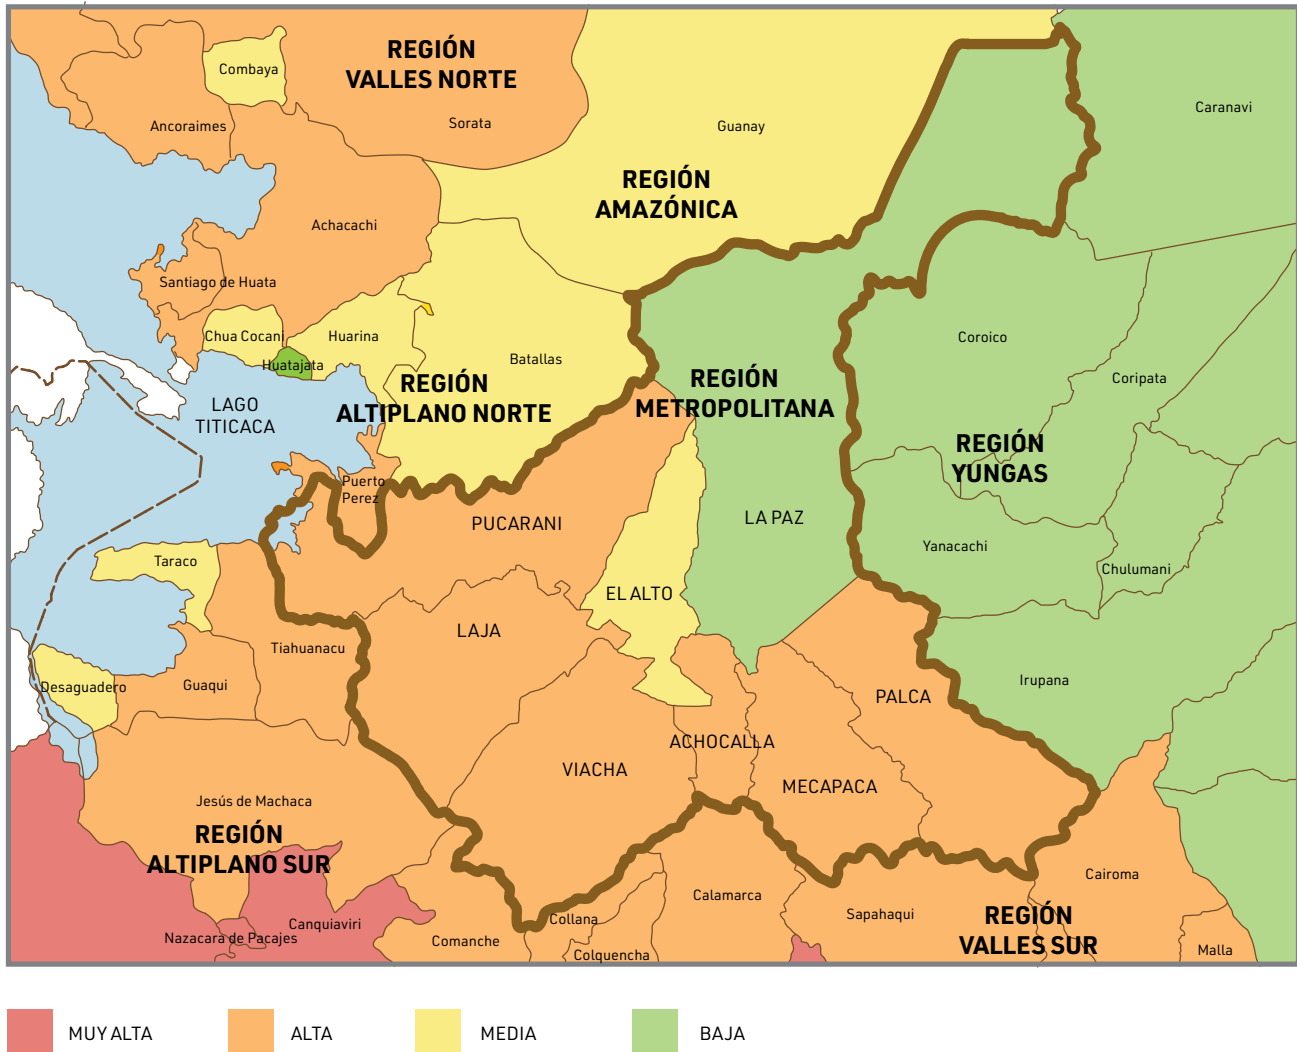 REGIÓN
VALLES NORTE
Combaya
Caranavi
Ancoraimes
Sorata
Guanay
REGIÓN
AMAZÓNICA
Achacachi
Santiago de Huata
Chua Cocani
Huarina
Huatajata
Batallas
Coroico
Coripata
REGIÓN
ALTIPLANO NORTE
REGIÓN
METROPOLITANA
LAGO
TITICACA
REGIÓN
YUNGAS
Puerto
Perez
PUCARANI
LA PAZ
Yanacachi
Taraco
Chulumani
EL ALTO
LAJA
Tiahuanacu
Guaqui
Desaguadero
Irupana
PALCA
ACHOCALLA
VIACHA
MECAPACA
Jesús de Machaca
REGIÓN
ALTIPLANO SUR
Cairoma
Calamarca
Sapahaqui
REGIÓN
VALLES SUR
Canquiaviri
Collana
Nazacara de Pacajes
Comanche
Colquencha
Malla
MUY ALTA
ALTA
MEDIA
BAJA